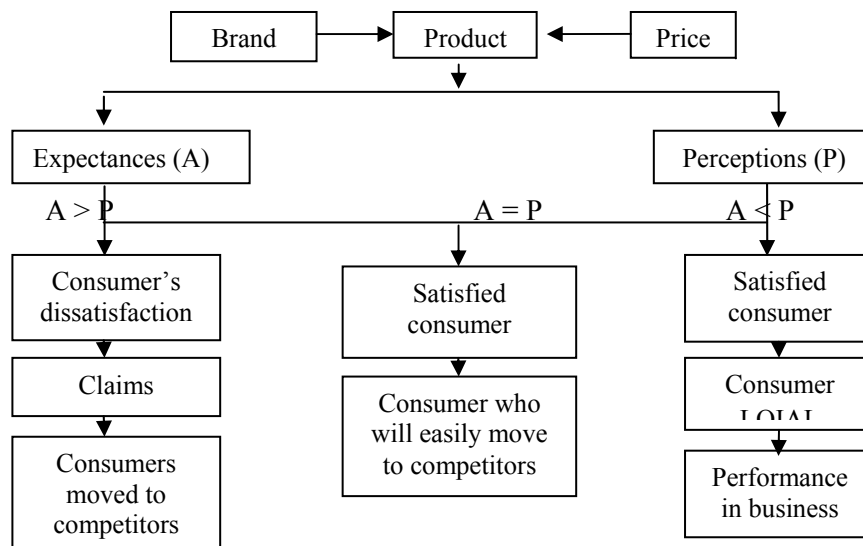 Brand
Product
Price
Expectances (A)
Perceptions (P)
A > P
A = P
A < P
Consumer’s
dissatisfaction
Satisfied
consumer
Satisfied
consumer
Claims
Consumer who
will easily move
to competitors
Consumer
Consumers
moved to
competitors
Performance
in business